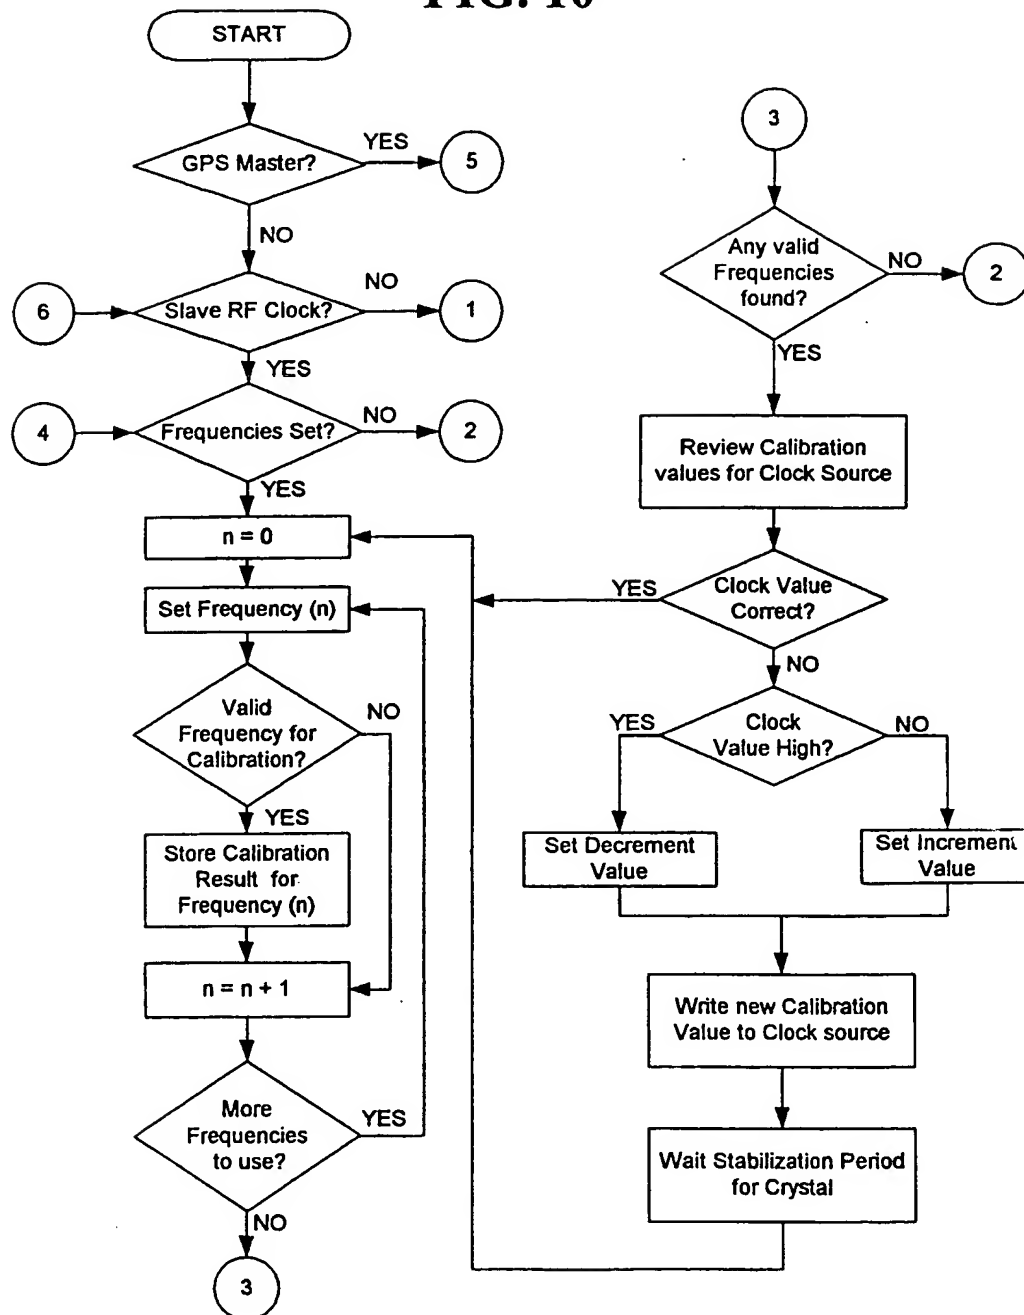 FIG. 10
START
GPS Master?
YES
5
NO
6
Slave RF Clock?
NO
1
YES
4
Frequencies Set?
NO
2
YES
n = 0
Set Frequency (n)
Valid
Frequency for
Calibration?
NO
YES
Store Calibration
Result for
Frequency (n)
n = n + 1
More
Frequencies
to use?
YES
NO
3
3
Any valid
Frequencies
found?
NO
2
YES
Review Calibration
values for Clock Source
Clock Value
Correct?
YES
NO
Clock
Value High?
YES
NO
Set Decrement
Value
Set Increment
Value
Write new Calibration
Value to Clock source
Wait Stabilization Period
for Crystal